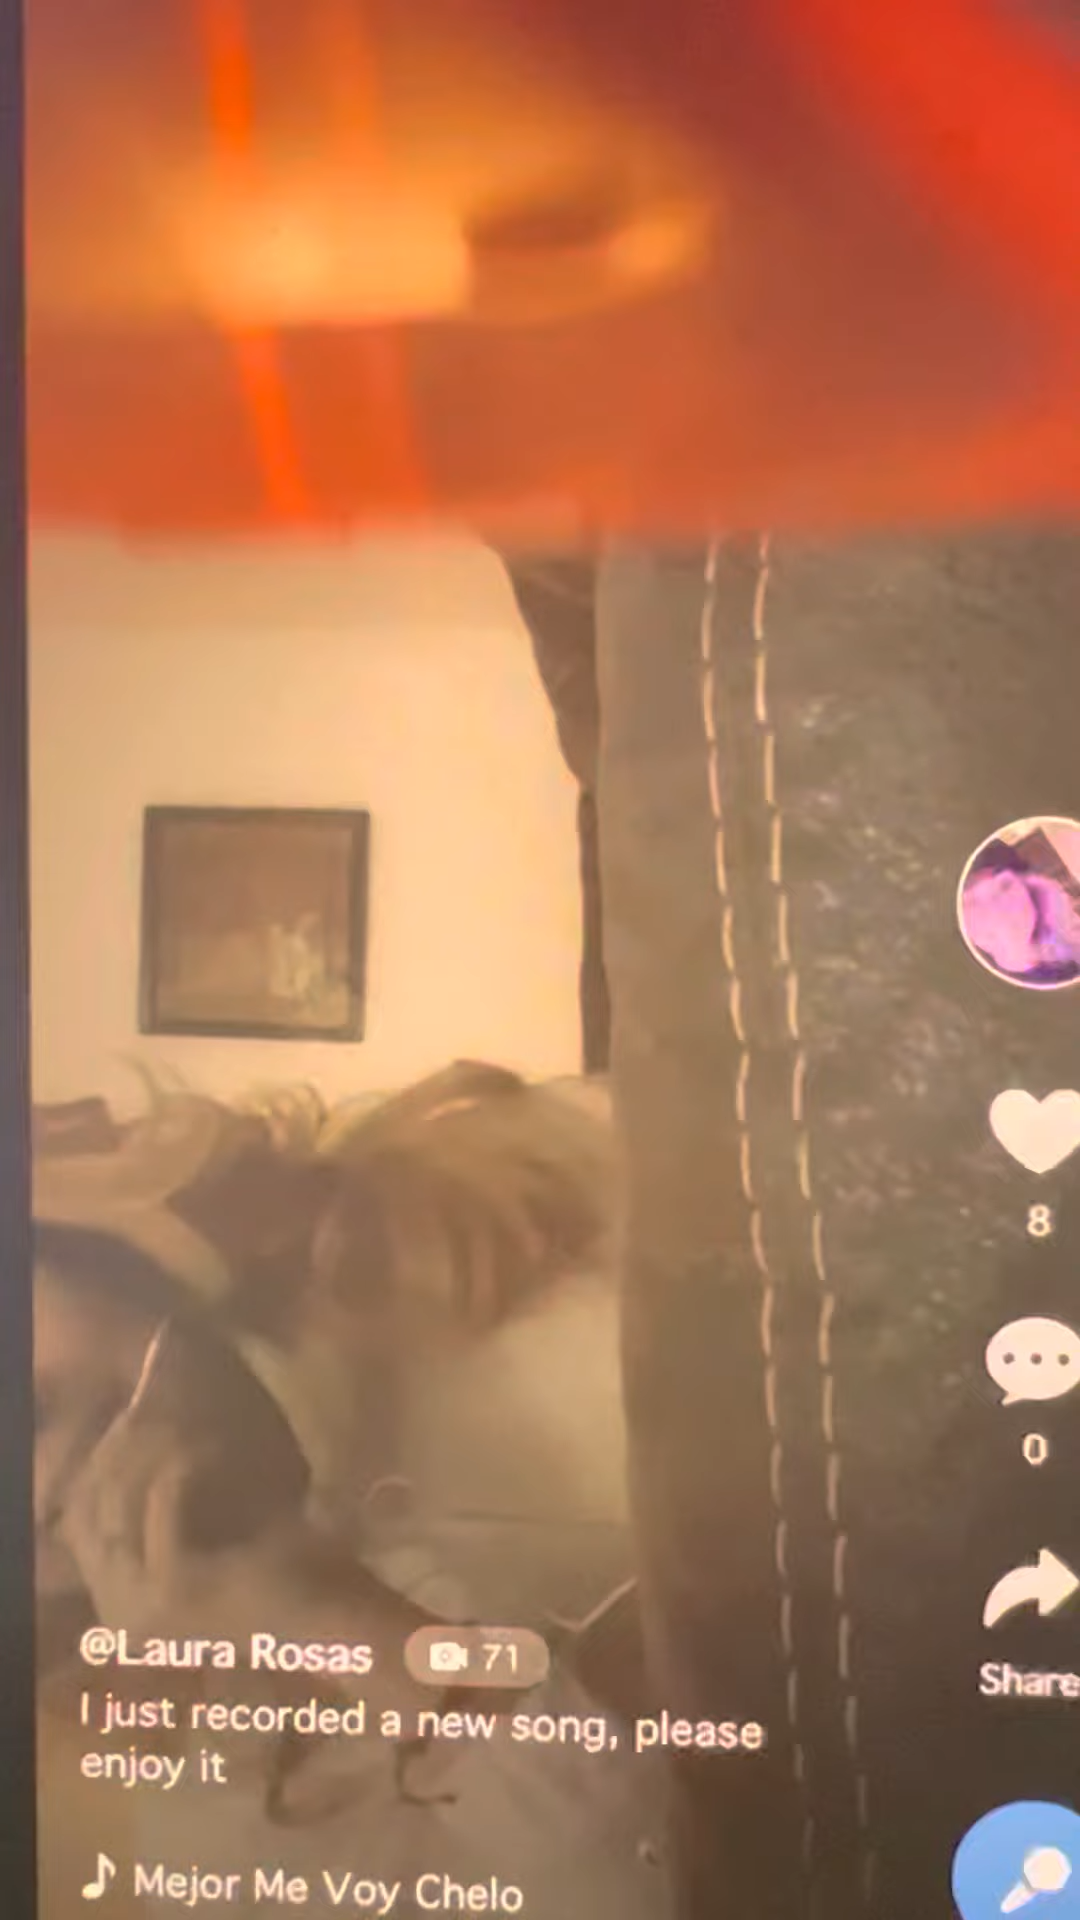 8
0
Share
@Laura Rosas 71
I just recorded a new song, please
enjoy it
Mejor Me Voy Chelo